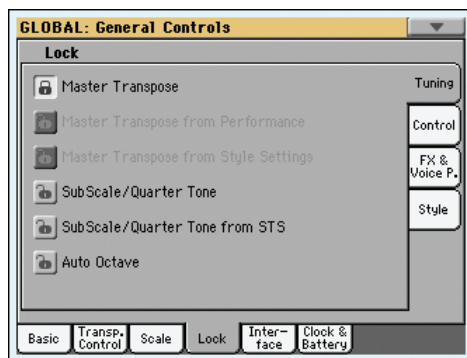 GLOBAL: General Controls
Lock
Master Transpose
Master Transpose from Performance
Master Transpose from Style Settings
SubScale/Quarter Tone
SubScale/Quarter Tone from STS
Auto Octave
Tuning
Control
FX &
Voice P.
Style
Basic
Transp.
Control
Scale
Lock
Inter-
face
Clock &
Battery